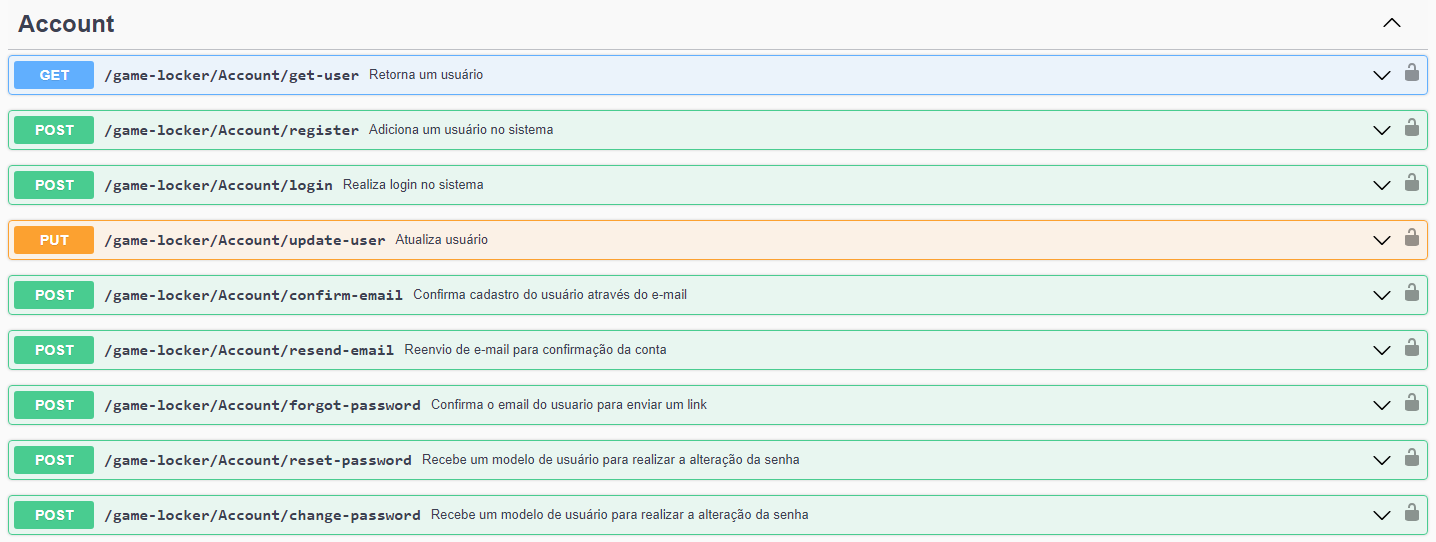 Account
GET /game-locker/Account/get-user Retorna um usuário
POST /game-locker/Account/register Adiciona um usuário no sistema
POST /game-locker/Account/login Realiza login no sistema
PUT /game-locker/Account/update-user Atualiza usuário
POST /game-locker/Account/confirm-email Confirma cadastro do usuário através do e-mail
POST /game-locker/Account/resend-email Reenvio de e-mail para confirmação da conta
POST /game-locker/Account/forgot-password Confirma o email do usuario para enviar um link
POST /game-locker/Account/reset-password Recebe um modelo de usuário para realizar a alteração da senha
POST /game-locker/Account/change-password Recebe um modelo de usuário para realizar a alteração da senha